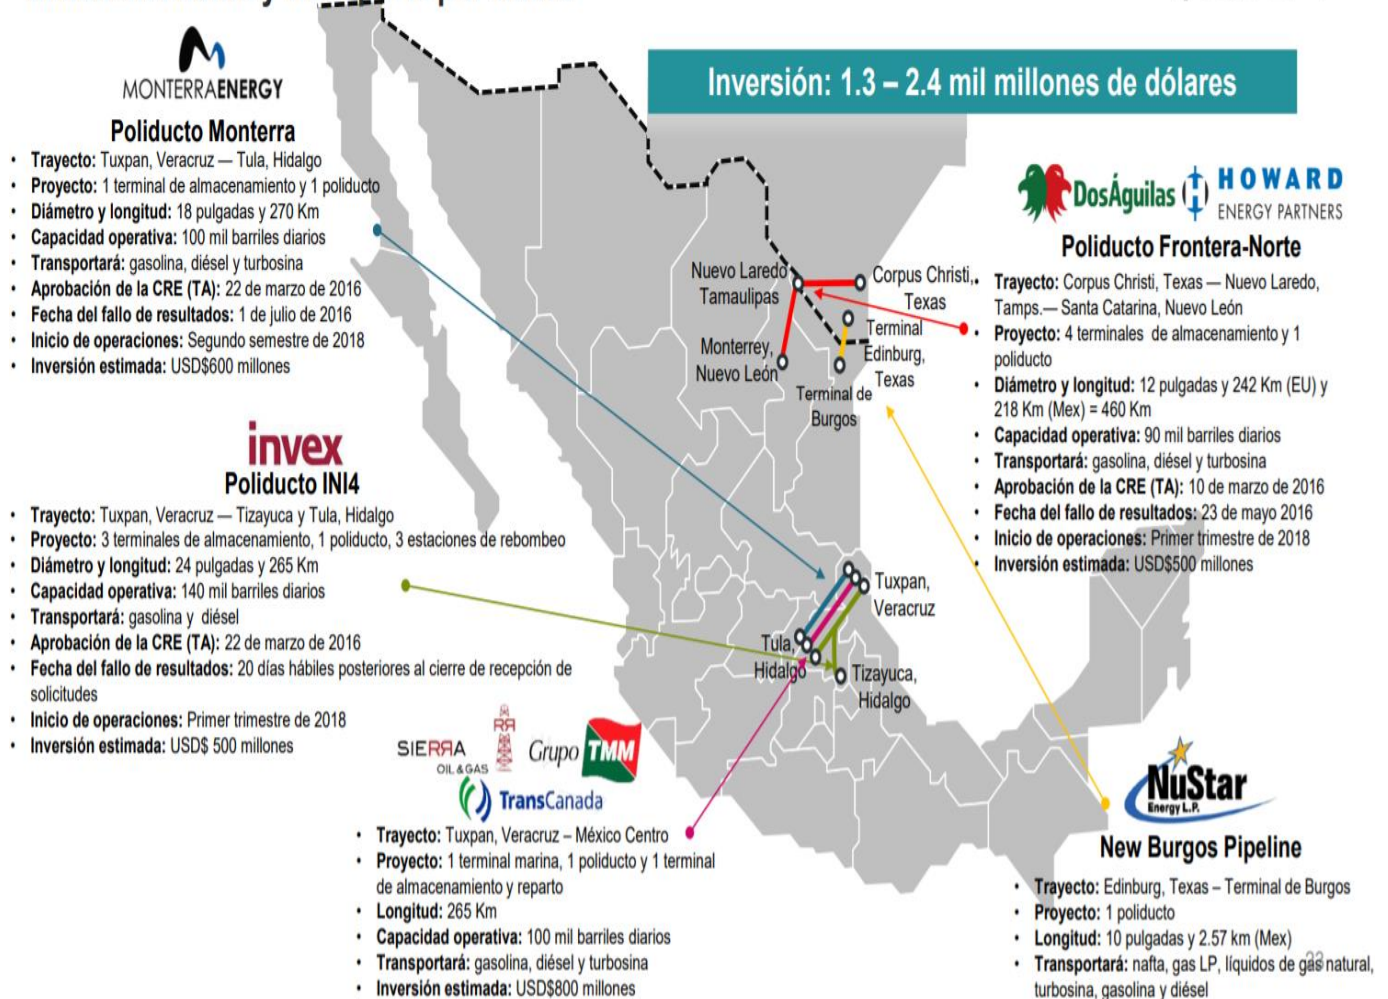 Inversión: 1.3 – 2.4 mil millones de dólares
MONTERRAENERGY
Poliducto Monterra
• Trayecto: Tuxpan, Veracruz — Tula, Hidalgo
• Proyecto: 1 terminal de almacenamiento y 1 poliducto
• Diámetro y longitud: 18 pulgadas y 270 Km
• Capacidad operativa: 100 mil barriles diarios
• Transportará: gasolina, diésel y turbosina
• Aprobación de la CRE (TA): 22 de marzo de 2016
• Fecha del fallo de resultados: 1 de julio de 2016
• Inicio de operaciones: Segundo semestre de 2018
• Inversión estimada: USD$600 millones
invex
Poliducto INI4
• Trayecto: Tuxpan, Veracruz — Tizayuca y Tula, Hidalgo
• Proyecto: 3 terminales de almacenamiento, 1 poliducto, 3 estaciones de rebombeo
• Diámetro y longitud: 24 pulgadas y 265 Km
• Capacidad operativa: 140 mil barriles diarios
• Transportará: gasolina y diésel
• Aprobación de la CRE (TA): 22 de marzo de 2016
• Fecha del fallo de resultados: 20 días hábiles posteriores al cierre de recepción de
solicitudes
• Inicio de operaciones: Primer trimestre de 2018
• Inversión estimada: USD$ 500 millones
SIERRA
OIL & GAS
Grupo TMM
TransCanada
• Trayecto: Tuxpan, Veracruz – México Centro
• Proyecto: 1 terminal marina, 1 poliducto y 1 terminal
de almacenamiento y reparto
• Longitud: 265 Km
• Capacidad operativa: 100 mil barriles diarios
• Transportará: gasolina, diésel y turbosina
• Inversión estimada: USD$800 millones
Nuevo Laredo
Tamaulipas
Corpus Christi,
Texas
Terminal
Edinburg,
Texas
Monterrey,
Nuevo León
Terminal de
Burgos
Tuxpan,
Veracruz
Tula,
Hidalgo
Tizayuca,
Hidalgo
DosÁguilas
HOWARD
ENERGY PARTNERS
Poliducto Frontera-Norte
• Trayecto: Corpus Christi, Texas — Nuevo Laredo,
Tamps.— Santa Catarina, Nuevo León
• Proyecto: 4 terminales de almacenamiento y 1
poliducto
• Diámetro y longitud: 12 pulgadas y 242 Km (EU) y
218 Km (Mex) = 460 Km
• Capacidad operativa: 90 mil barriles diarios
• Transportará: gasolina, diésel y turbosina
• Aprobación de la CRE (TA): 10 de marzo de 2016
• Fecha del fallo de resultados: 23 de mayo 2016
• Inicio de operaciones: Primer trimestre de 2018
• Inversión estimada: USD$500 millones
NuStar
Energy L.P.
New Burgos Pipeline
• Trayecto: Edinburg, Texas – Terminal de Burgos
• Proyecto: 1 poliducto
• Longitud: 10 pulgadas y 2.57 km (Mex)
• Transportará: nafta, gas LP, líquidos de gas natural,
turbosina, gasolina y diésel
23